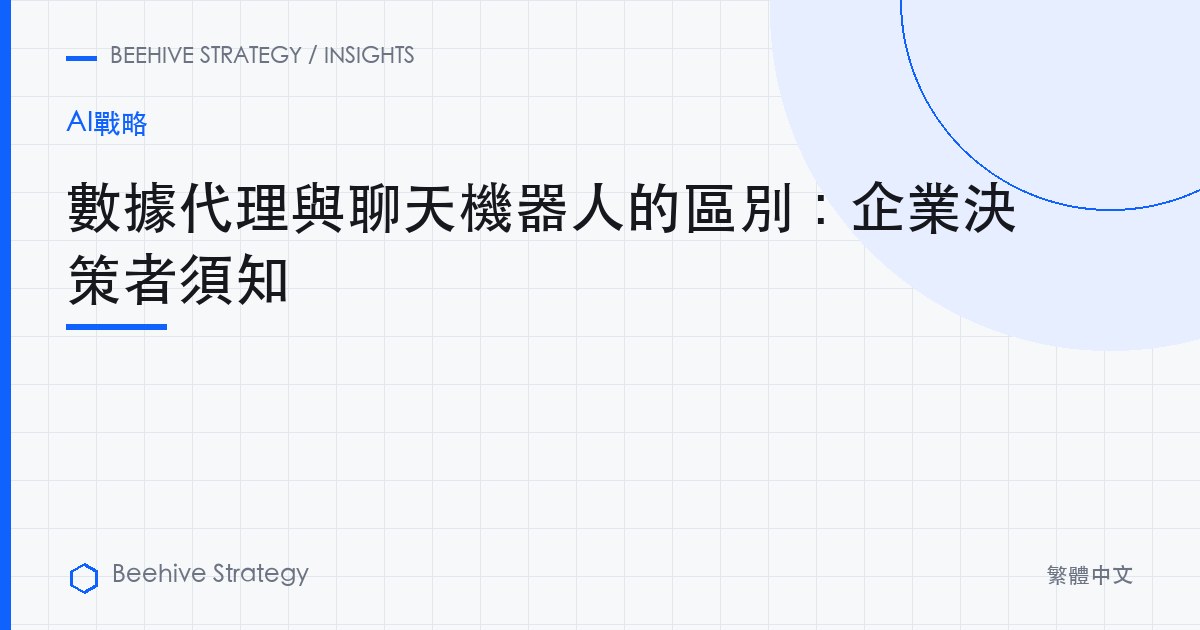 BEEHIVE STRATEGY / INSIGHTS
AI戰略
數據代理與聊天機器人的區別：企業決
策者須知
Beehive Strategy
繁體中文